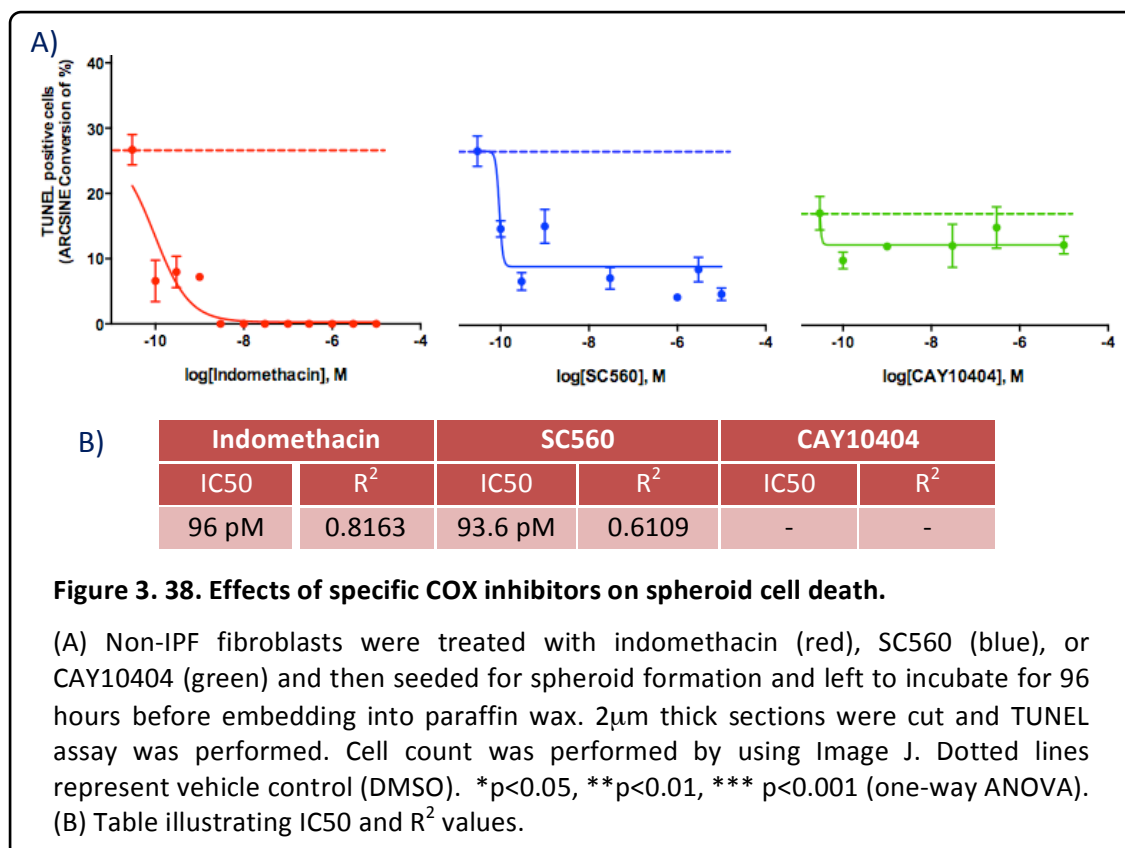 A)
TUNEL positive cells
(ARCSINE Conversion of %)
40
30
20
10
0
-10 -8 -6 -4
log[Indomethacin], M
-10 -8 -6 -4
log[SC560], M
-10 -8 -6 -4
log[CAY10404], M
B)
Indomethacin SC560 CAY10404
IC50 R² IC50 R² IC50 R²
96 pM 0.8163 93.6 pM 0.6109 - -
Figure 3. 38. Effects of specific COX inhibitors on spheroid cell death.
(A) Non-IPF fibroblasts were treated with indomethacin (red), SC560 (blue), or
CAY10404 (green) and then seeded for spheroid formation and left to incubate for 96
hours before embedding into paraffin wax. 2μm thick sections were cut and TUNEL
assay was performed. Cell count was performed by using Image J. Dotted lines
represent vehicle control (DMSO). *p<0.05, **p<0.01, *** p<0.001 (one-way ANOVA).
(B) Table illustrating IC50 and R² values.